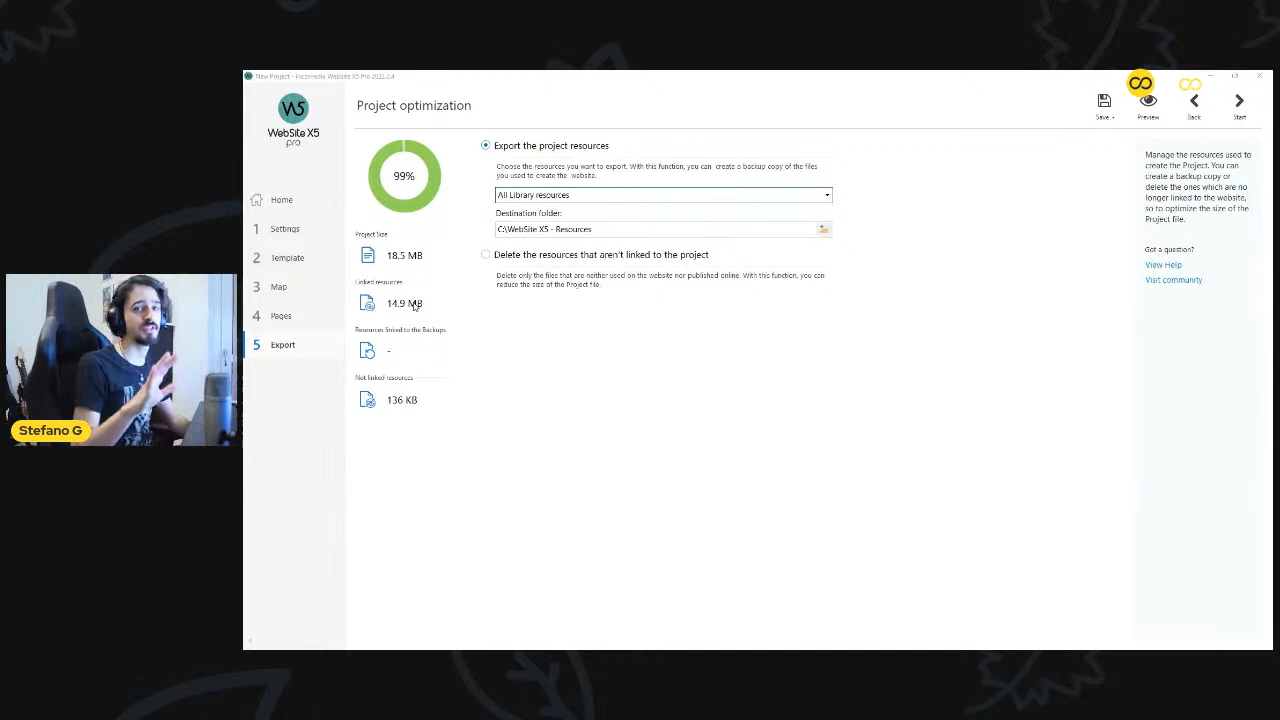 New Project - Incomedia WebSite X5 Pro 2022.2.4
W5
WebSite X5
pro
Home
1 Settings
2 Template
3 Map
4 Pages
5 Export
Project optimization
Save
Preview
Back
Start
99%
Project Size
18.5 MB
Linked resources
14.9 MB
Resources linked to the Backups
-
Not linked resources
136 KB
Export the project resources
Choose the resources you want to export. With this function, you can create a backup copy of the files
you used to create the website.
All Library resources
Destination folder:
C:\WebSite X5 - Resources
Delete the resources that aren't linked to the project
Delete only the files that are neither used on the website nor published online. With this function, you can
reduce the size of the Project file.
Manage the resources used to
create the Project. You can
create a backup copy or
delete the ones which are no
longer linked to the website,
so to optimize the size of the
Project file.
Got a question?
View Help
Visit community
Stefano G